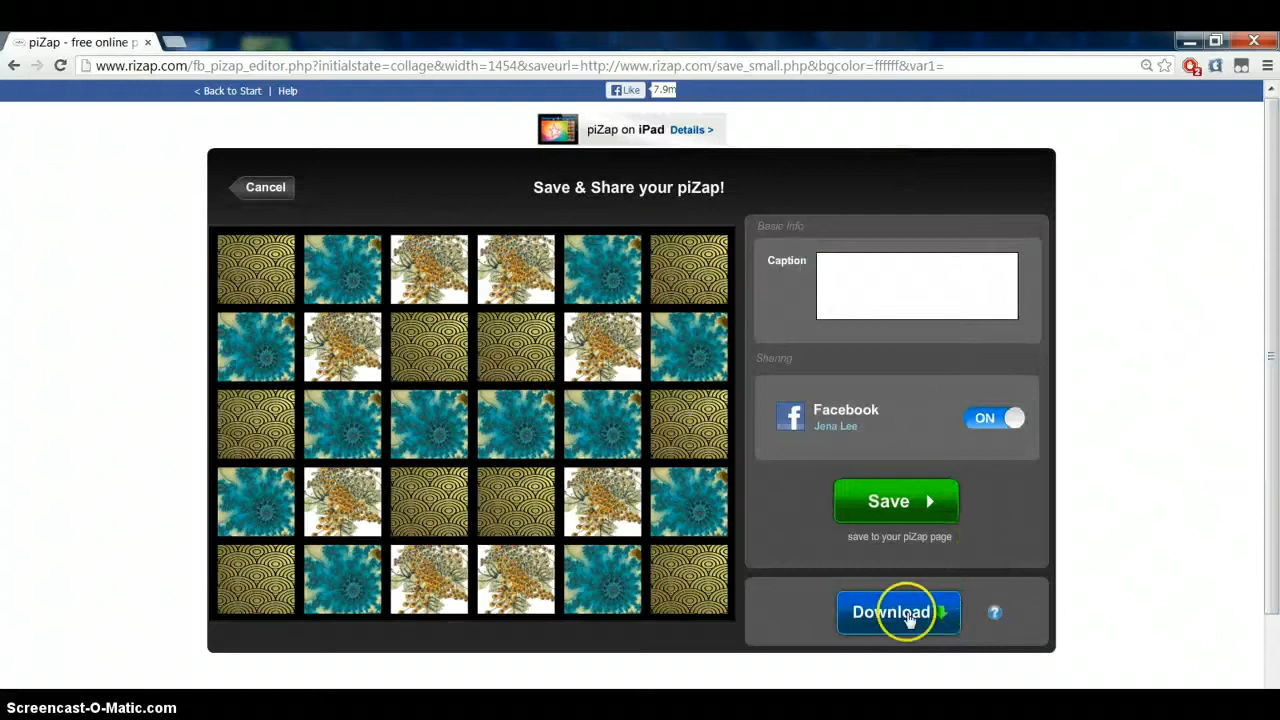 piZap - free online p
www.rizap.com/fb_pizap_editor.php?initialstate=collage&width=1454&saveurl=http://www.rizap.com/save_small.php&bgcolor=ffffff&var1=
2
< Back to Start | Help
Like 7.9m
piZap on iPad Details >
Cancel
Save & Share your piZap!
Basic Info
Caption
Sharing
Facebook
Jena Lee
ON
Save
save to your piZap page
Download
?
Screencast-O-Matic.com